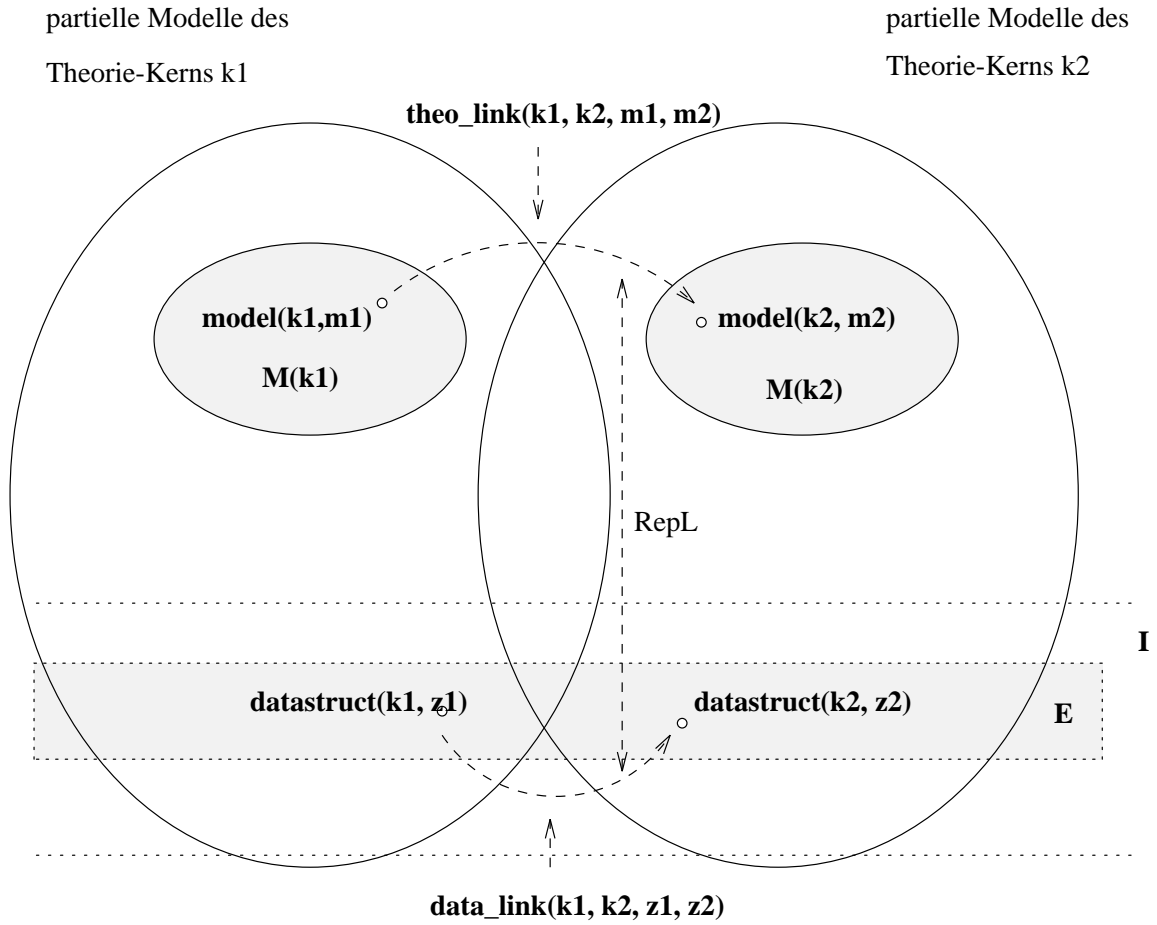 partielle Modelle des
Theorie-Kerns k1
partielle Modelle des
Theorie-Kerns k2
theo_link(k1, k2, m1, m2)
model(k1,m1)
M(k1)
model(k2, m2)
M(k2)
RepL
I
datastruct(k1, z1)
datastruct(k2, z2)
E
data_link(k1, k2, z1, z2)